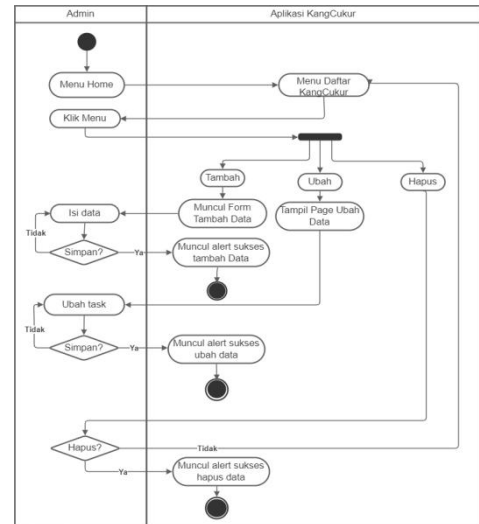 Admin
Aplikasi KangCukur
Menu Home
Menu Daftar
KangCukur
Klik Menu
Tambah
Ubah
Hapus
Isi data
Muncul Form
Tambah Data
Tampil Page Ubah
Data
Tidak
Simpan?
Ya
Muncul alert sukses
tambah Data
Ubah task
Tidak
Simpan?
Ya
Muncul alert sukses
ubah data
Hapus?
Tidak
Ya
Muncul alert sukses
hapus data